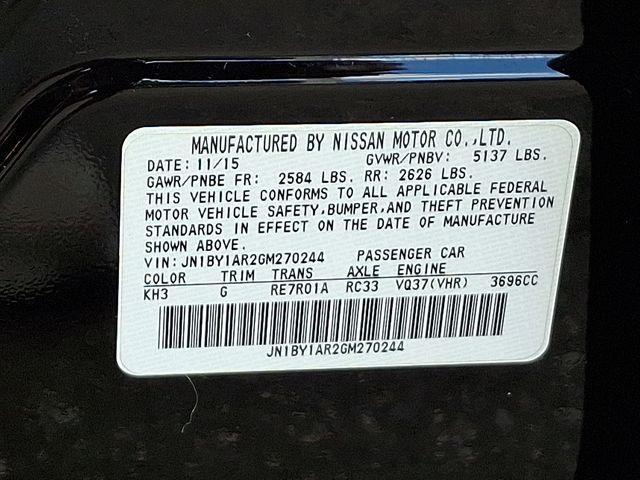 MANUFACTURED BY NISSAN MOTOR CO.,LTD.
DATE: 11/15 GVWR/PNBV: 5137 LBS.
GAWR/PNBE FR: 2584 LBS. RR: 2626 LBS.
THIS VEHICLE CONFORMS TO ALL APPLICABLE FEDERAL
MOTOR VEHICLE SAFETY,BUMPER,AND THEFT PREVENTION
STANDARDS IN EFFECT ON THE DATE OF MANUFACTURE
SHOWN ABOVE.
VIN:JN1BY1AR2GM270244 PASSENGER CAR
COLOR TRIM TRANS AXLE ENGINE
KH3 G RE7R01A RC33 VQ37(VHR) 3696CC
JN1BY1AR2GM270244